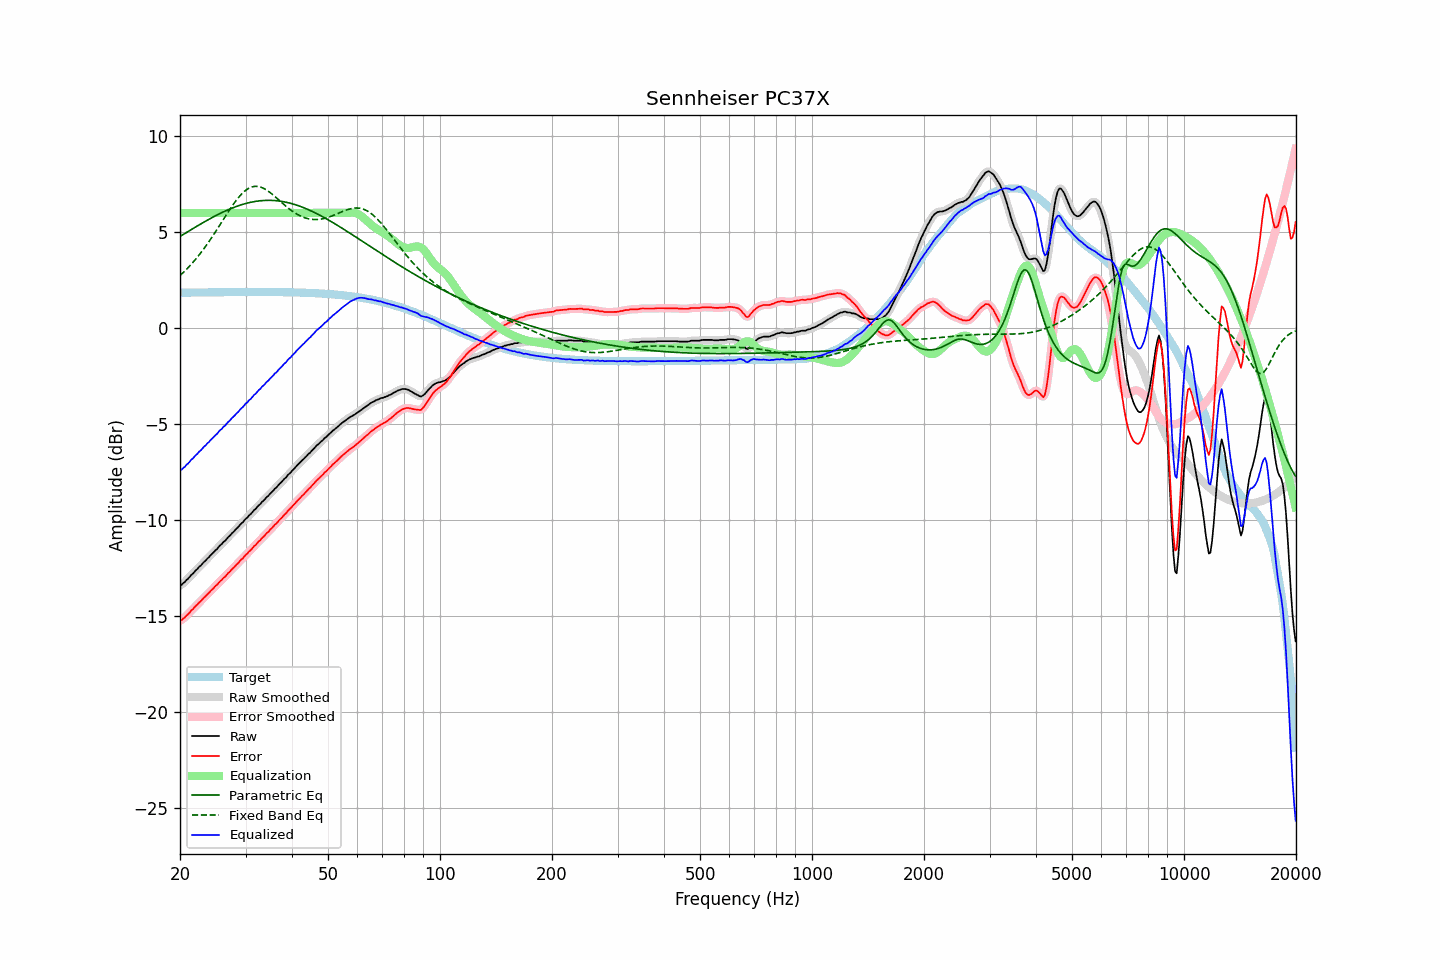 Sennheiser PC37X
Amplitude (dBr)
10
5
0
−5
−10
−15
−20
−25
Target
Raw Smoothed
Error Smoothed
Raw
Error
Equalization
Parametric Eq
Fixed Band Eq
Equalized
20 50 100 200 500 1000 2000 5000 10000 20000
Frequency (Hz)